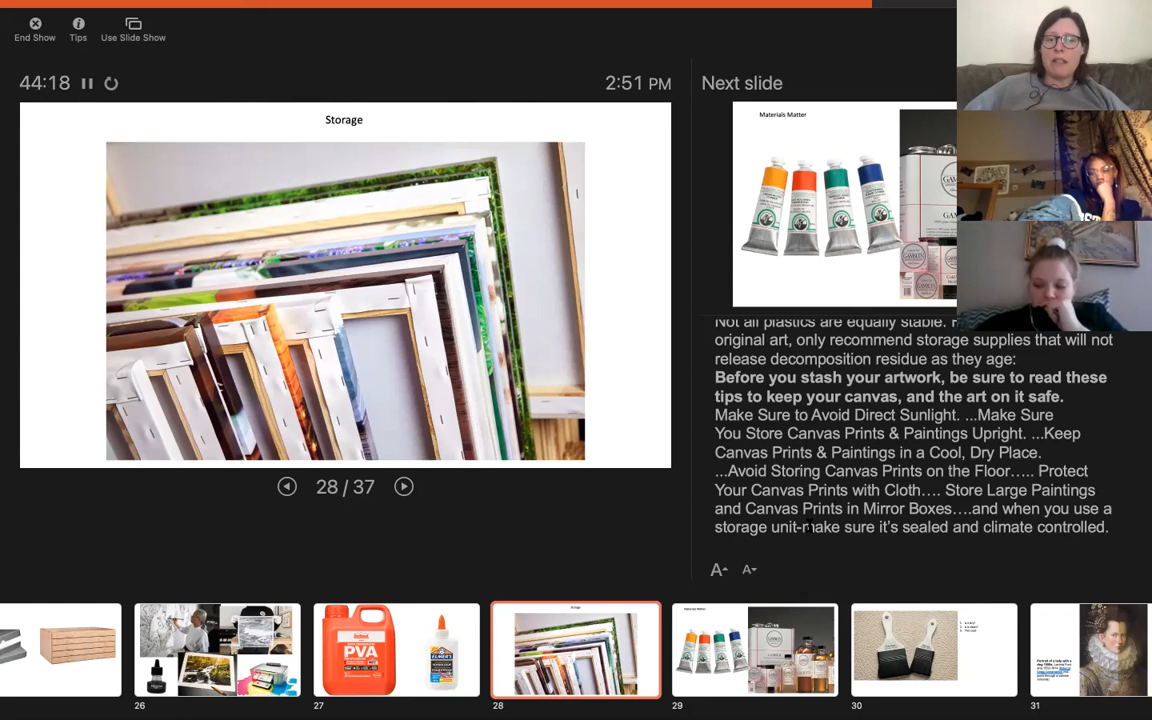 End Show
Tips
Use Slide Show
44:18
2:51 PM
Next slide
Storage
Materials Matter
GAMBLIN
28 / 37
Not all plastics are equally stable.
original art, only recommend storage supplies that will not
release decomposition residue as they age:
Before you stash your artwork, be sure to read these
tips to keep your canvas, and the art on it safe.
Make Sure to Avoid Direct Sunlight. ...Make Sure
You Store Canvas Prints & Paintings Upright. ...Keep
Canvas Prints & Paintings in a Cool, Dry Place.
...Avoid Storing Canvas Prints on the Floor….. Protect
Your Canvas Prints with Cloth…. Store Large Paintings
and Canvas Prints in Mirror Boxes….and when you use a
storage unit-make sure it's sealed and climate controlled.
A
A
PVA
ELMER'S
Storage
Materials Matter
26
27
28
29
30
31